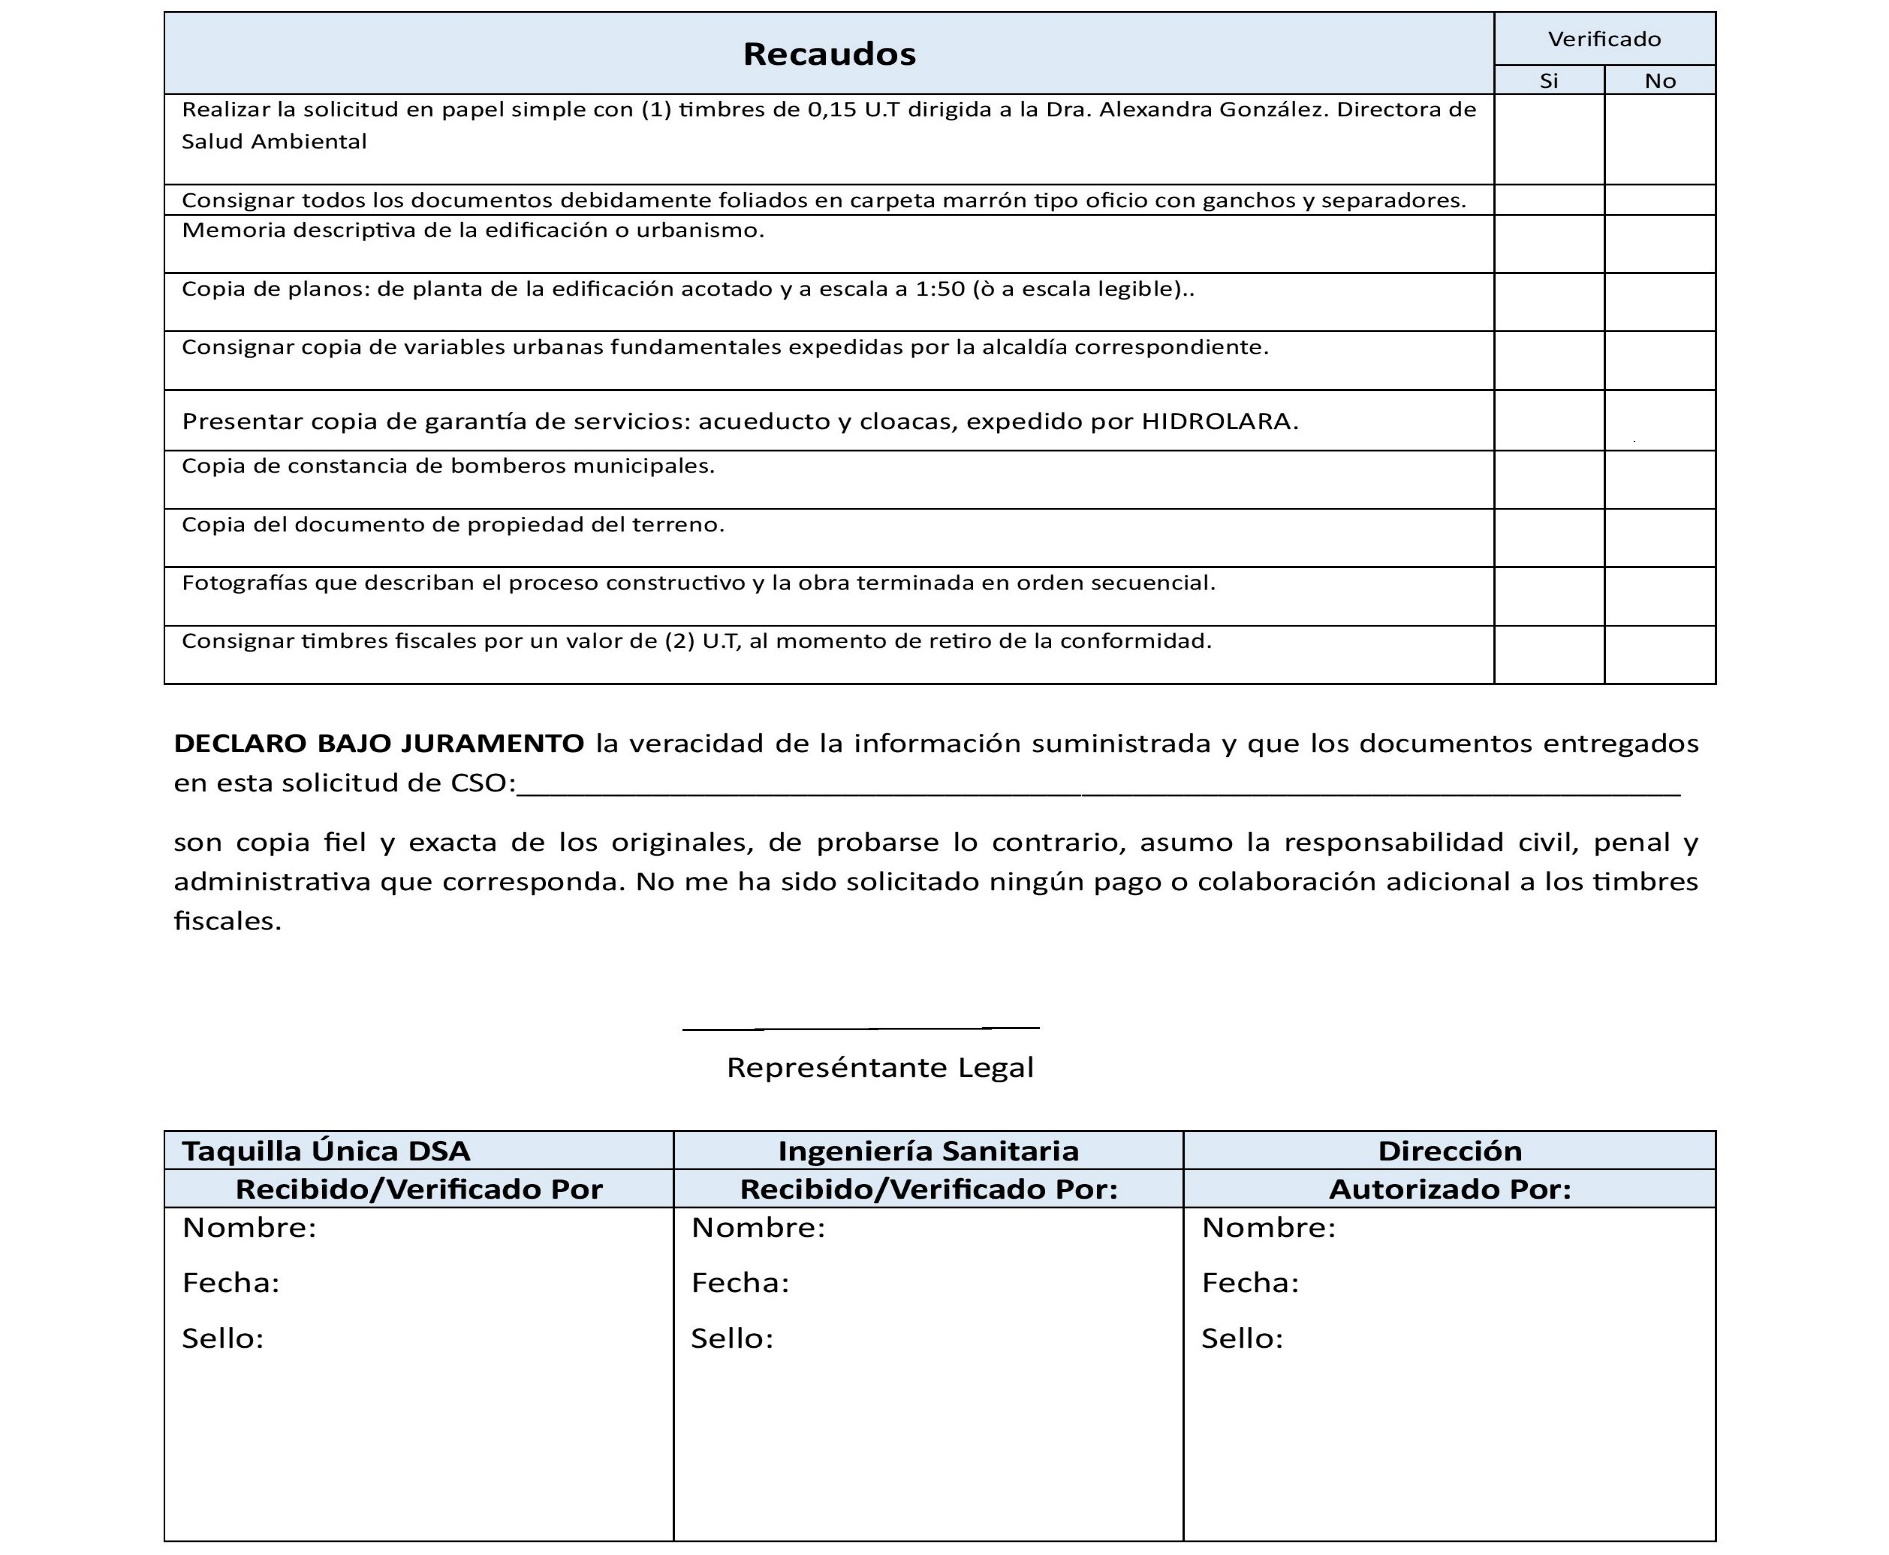 Recaudos
Verificado
Si No
Realizar la solicitud en papel simple con (1) timbres de 0,15 U.T dirigida a la Dra. Alexandra González. Directora de
Salud Ambiental
Consignar todos los documentos debidamente foliados en carpeta marrón tipo oficio con ganchos y separadores.
Memoria descriptiva de la edificación o urbanismo.
Copia de planos: de planta de la edificación acotado y a escala a 1:50 (ò a escala legible)..
Consignar copia de variables urbanas fundamentales expedidas por la alcaldía correspondiente.
Presentar copia de garantía de servicios: acueducto y cloacas, expedido por HIDROLARA.
Copia de constancia de bomberos municipales.
Copia del documento de propiedad del terreno.
Fotografías que describan el proceso constructivo y la obra terminada en orden secuencial.
Consignar timbres fiscales por un valor de (2) U.T, al momento de retiro de la conformidad.
DECLARO BAJO JURAMENTO la veracidad de la información suministrada y que los documentos entregados
en esta solicitud de CSO:
son copia fiel y exacta de los originales, de probarse lo contrario, asumo la responsabilidad civil, penal y
administrativa que corresponda. No me ha sido solicitado ningún pago o colaboración adicional a los timbres
fiscales.
Represéntante Legal
Taquilla Única DSA Ingeniería Sanitaria Dirección
Recibido/Verificado Por Recibido/Verificado Por: Autorizado Por:
Nombre: Nombre: Nombre:
Fecha: Fecha: Fecha:
Sello: Sello: Sello: